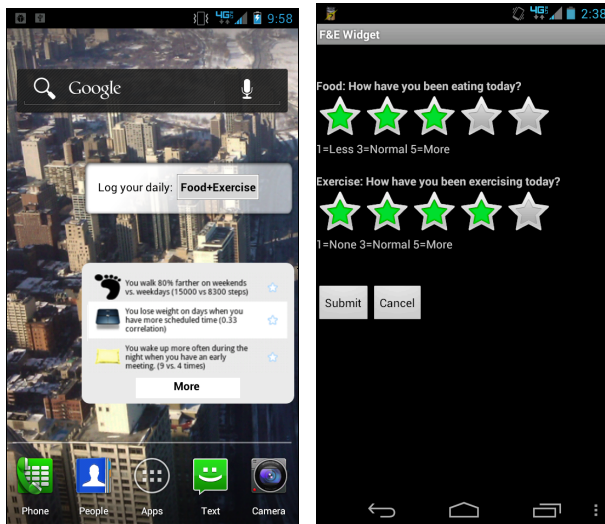 4G 9:58
Google
Log your daily: Food+Exercise
You walk 80% farther on weekends
vs. weekdays (15000 vs 8300 steps)
You lose weight on days when you
have more scheduled time (0.33
correlation)
You wake up more often during the
night when you have an early
meeting. (9 vs. 4 times)
More
Phone People Apps Text Camera
4G 2:38
F&E Widget
Food: How have you been eating today?
1=Less 3=Normal 5=More
Exercise: How have you been exercising today?
1=None 3=Normal 5=More
Submit Cancel